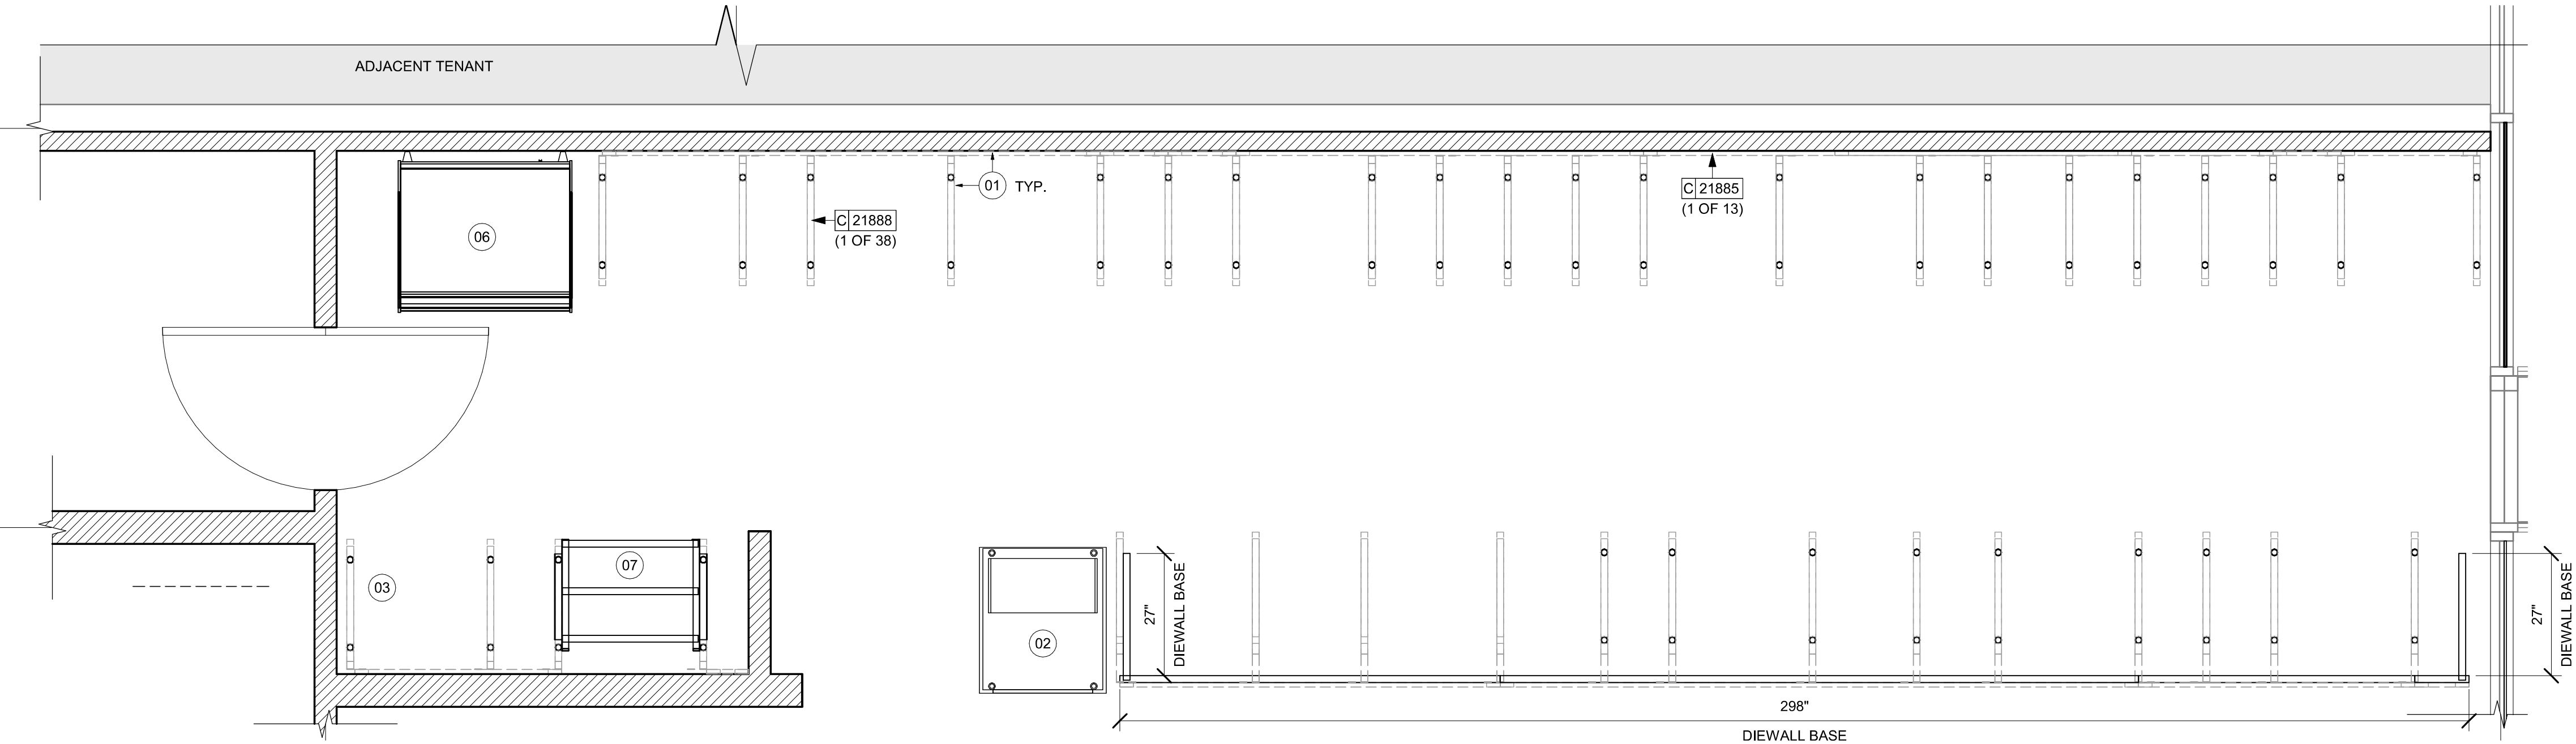 ADJACENT TENANT
01 TYP.
C 21888
(1 OF 38)
C 21885
(1 OF 13)
06
07
03
02
27"
DIEWALL BASE
27"
DIEWALL BASE
298"
DIEWALL BASE